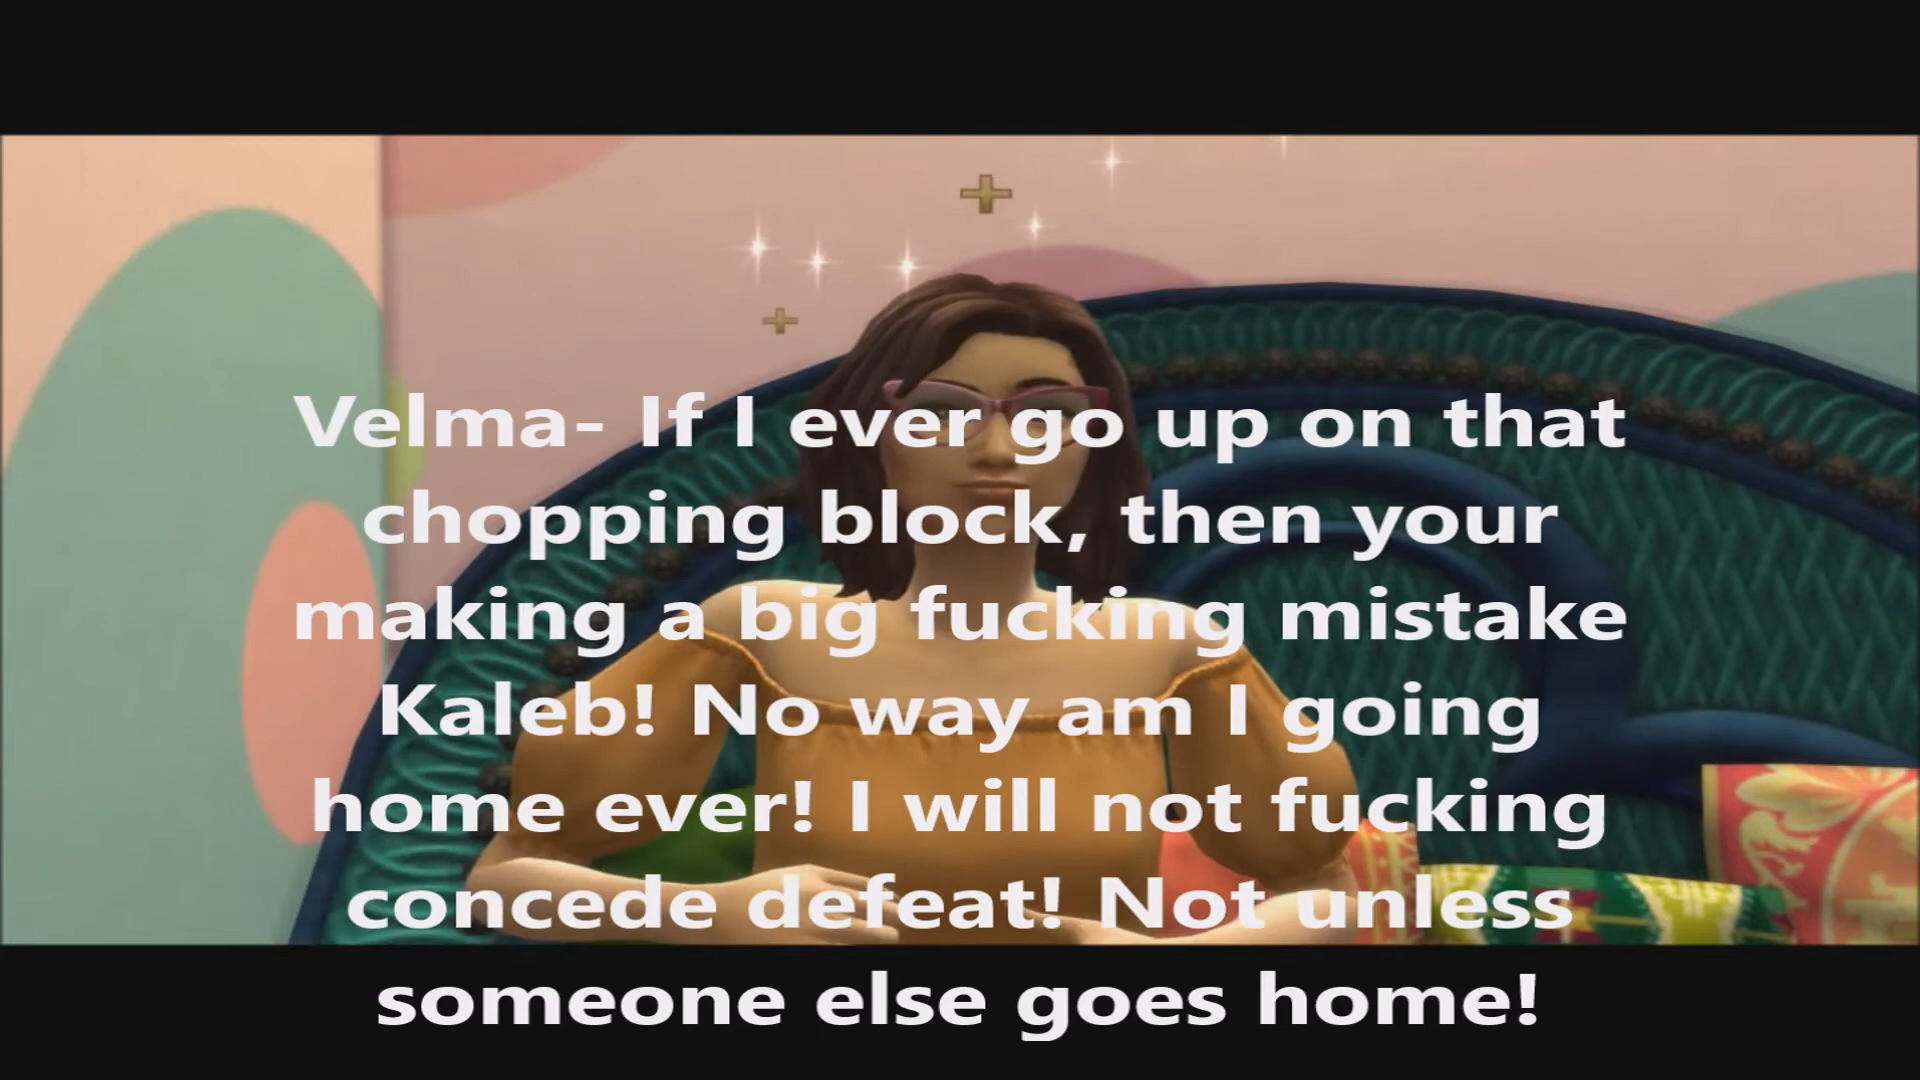 Velma- If I ever go up on that
chopping block, then your
making a big fucking mistake
Kaleb! No way am I going
home ever! I will not fucking
concede defeat! Not unless
someone else goes home!